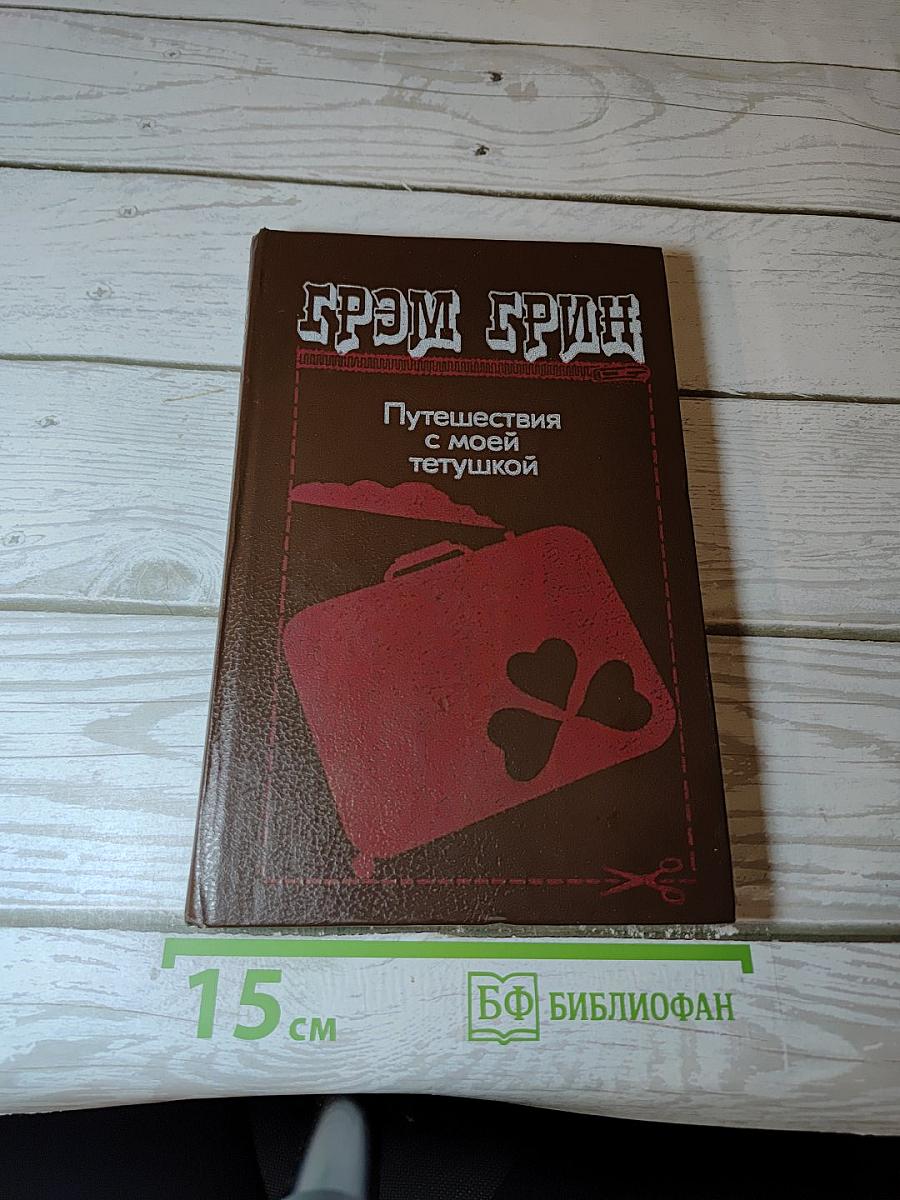 ГРЭМ ГРИН
Путешествия
с моей
тетушкой
15 см
БФ БИБЛИОФАН